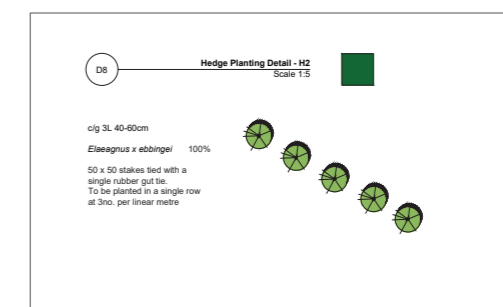 D8
Hedge Planting Detail - H2
Scale 1:5
c/g 3L 40-60cm
Elaeagnus x ebbingei 100%
50 x 50 stakes tied with a
single rubber gut tie.
To be planted in a single row
at 3no. per linear metre